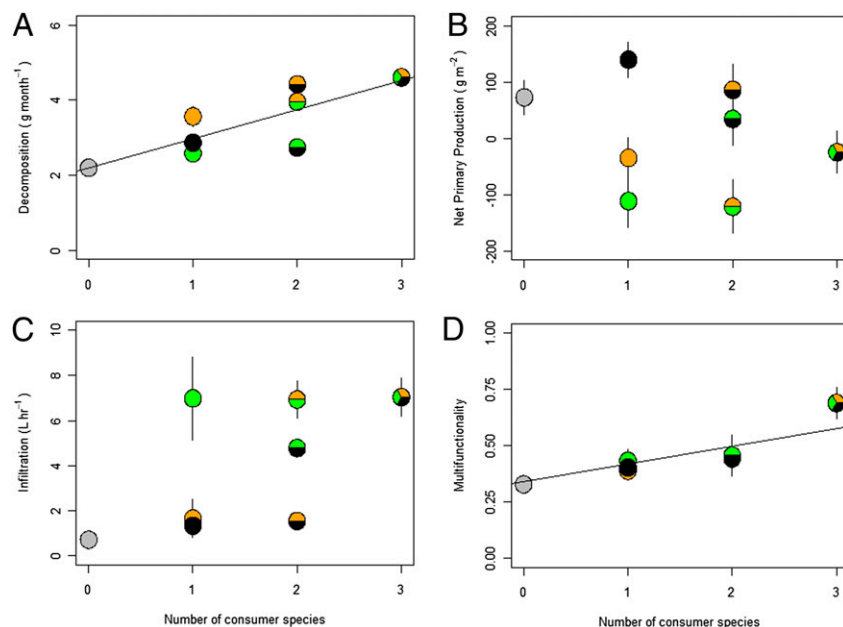 A
Decomposition ( g month⁻¹ )
6
4
2
0
0 1 2 3
B
Net Primary Production ( g m⁻² )
200
100
0
-100
-200
0 1 2 3
C
Infiltration (L hr⁻¹ )
10
8
6
4
2
0
0 1 2 3
Number of consumer species
D
Multifunctionality
1.00
0.75
0.50
0.25
0.00
0 1 2 3
Number of consumer species